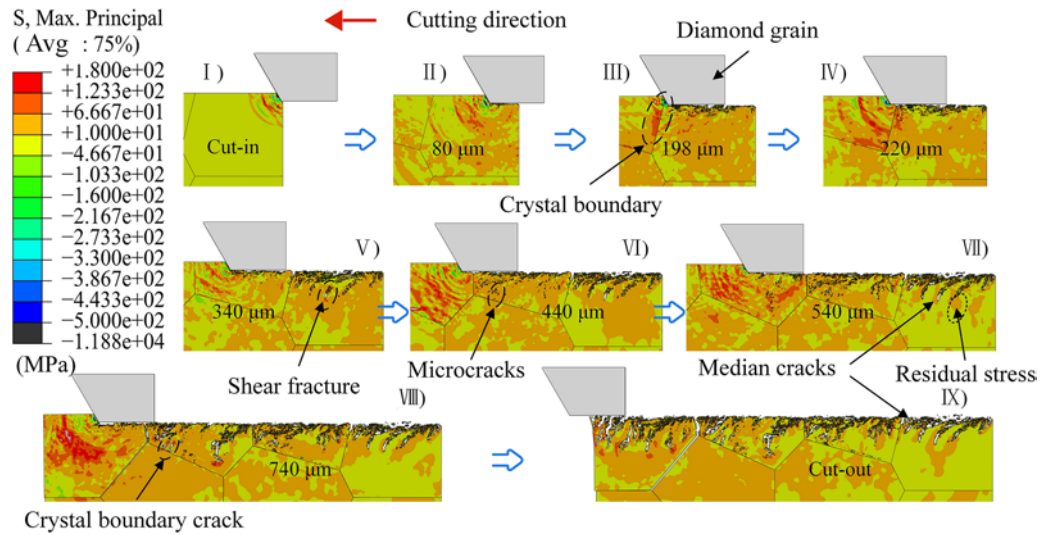 S, Max. Principal
( Avg : 75%)
+1.800e+02
+1.233e+02
+6.667e+01
+1.000e+01
−4.667e+01
−1.033e+02
−1.600e+02
−2.167e+02
−2.733e+02
−3.300e+02
−3.867e+02
−4.433e+02
−5.000e+02
−1.188e+04
(MPa)
Cutting direction
Diamond grain
I )
II )
III )
IV )
Cut-in
80 μm
198 μm
220 μm
Crystal boundary
V )
VI )
VII )
340 μm
440 μm
540 μm
Shear fracture
Microcracks
Median cracks
Residual stress
VIII )
IX )
740 μm
Cut-out
Crystal boundary crack